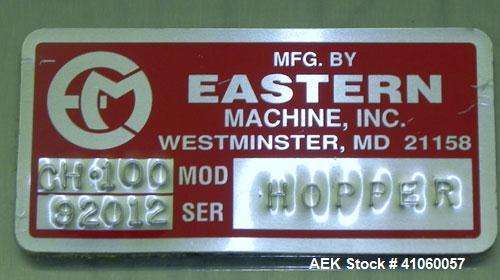 MFG. BY
EASTERN
MACHINE, INC.
WESTMINSTER, MD 21158
CH·100 MOD HOPPER
92012 SER
AEK Stock # 41060057